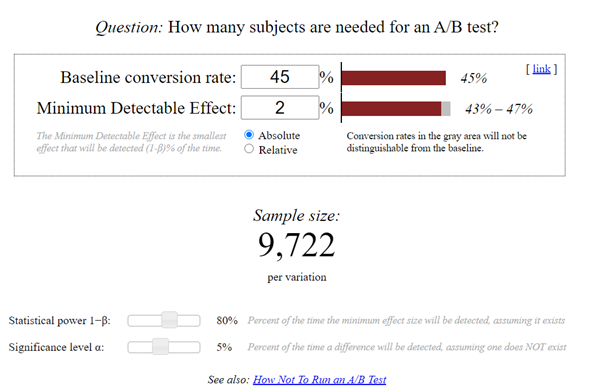 Question: How many subjects are needed for an A/B test?
[ link ]
Baseline conversion rate: 45 % 45%
Minimum Detectable Effect: 2 % 43% – 47%
The Minimum Detectable Effect is the smallest
effect that will be detected (1-β)% of the time.
Absolute
Relative
Conversion rates in the gray area will not be
distinguishable from the baseline.
Sample size:
9,722
per variation
Statistical power 1−β: 80% Percent of the time the minimum effect size will be detected, assuming it exists
Significance level α: 5% Percent of the time a difference will be detected, assuming one does NOT exist
See also: How Not To Run an A/B Test